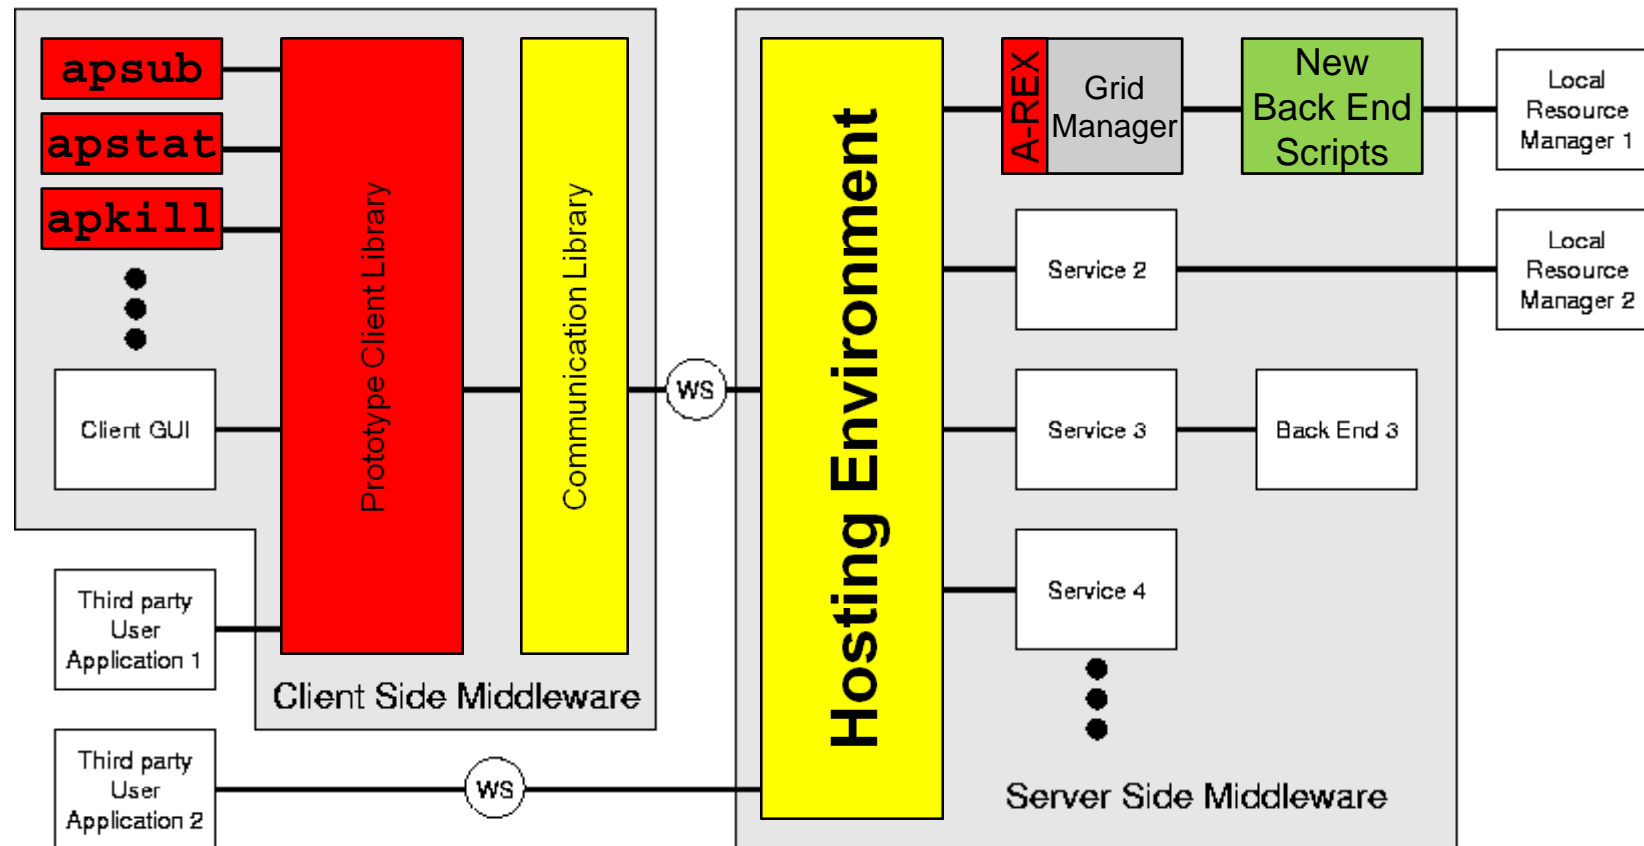 apsub
apstat
apkill
Client GUI
Third party
User
Application 1
Third party
User
Application 2
Prototype Client Library
Communication Library
Client Side Middleware
WS
WS
Hosting Environment
A-REX
Grid
Manager
New
Back End
Scripts
Local
Resource
Manager 1
Service 2
Local
Resource
Manager 2
Service 3
Back End 3
Service 4
Server Side Middleware